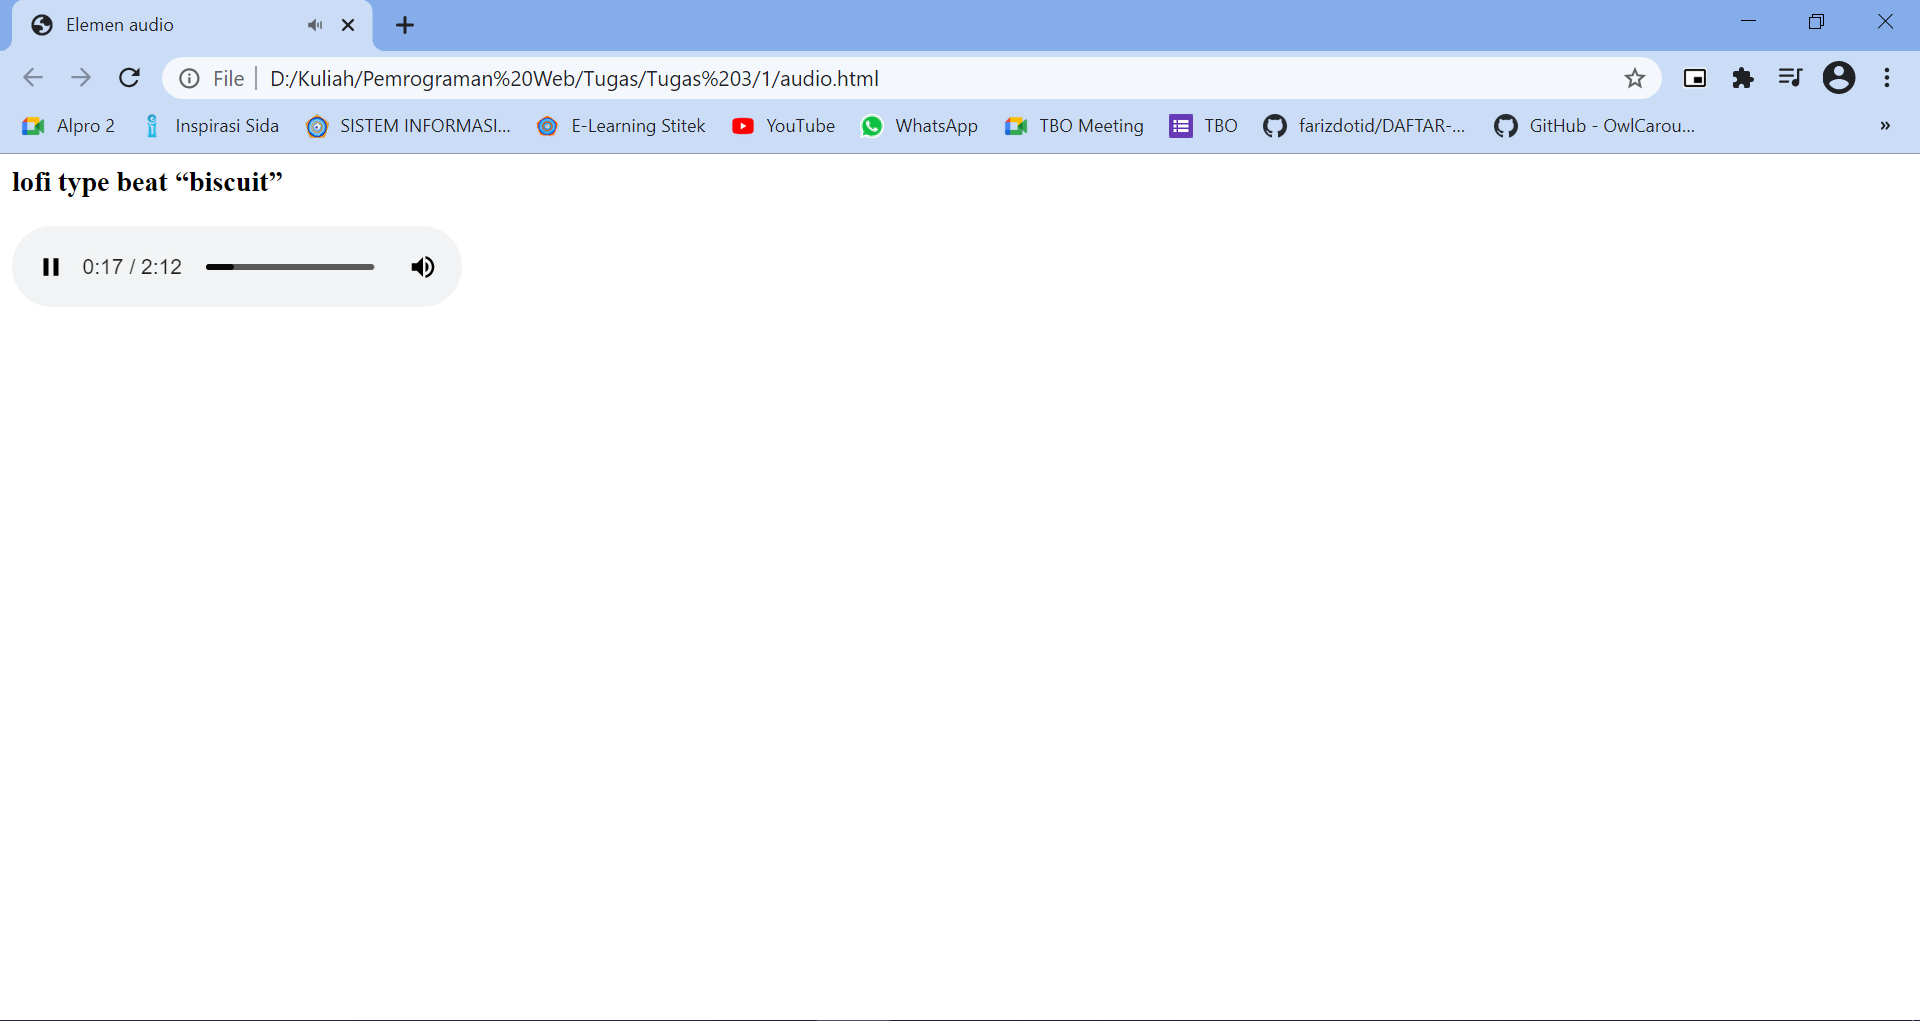 Elemen audio
File D:/Kuliah/Pemrograman%20Web/Tugas/Tugas%203/1/audio.html
Alpro 2 Inspirasi Sida SISTEM INFORMASI... E-Learning Stitek YouTube WhatsApp TBO Meeting TBO farizdotid/DAFTAR-... GitHub - OwlCarou... »
lofi type beat “biscuit”
0:17 / 2:12